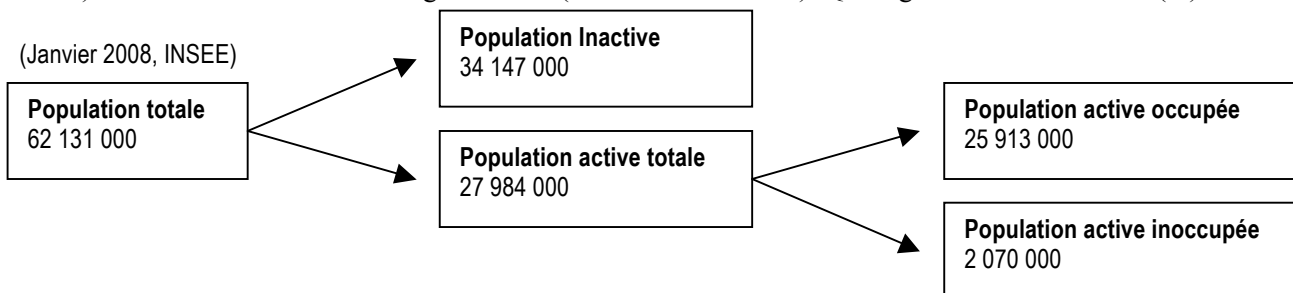 (Janvier 2008, INSEE)
Population totale
62 131 000
Population Inactive
34 147 000
Population active totale
27 984 000
Population active occupée
25 913 000
Population active inoccupée
2 070 000